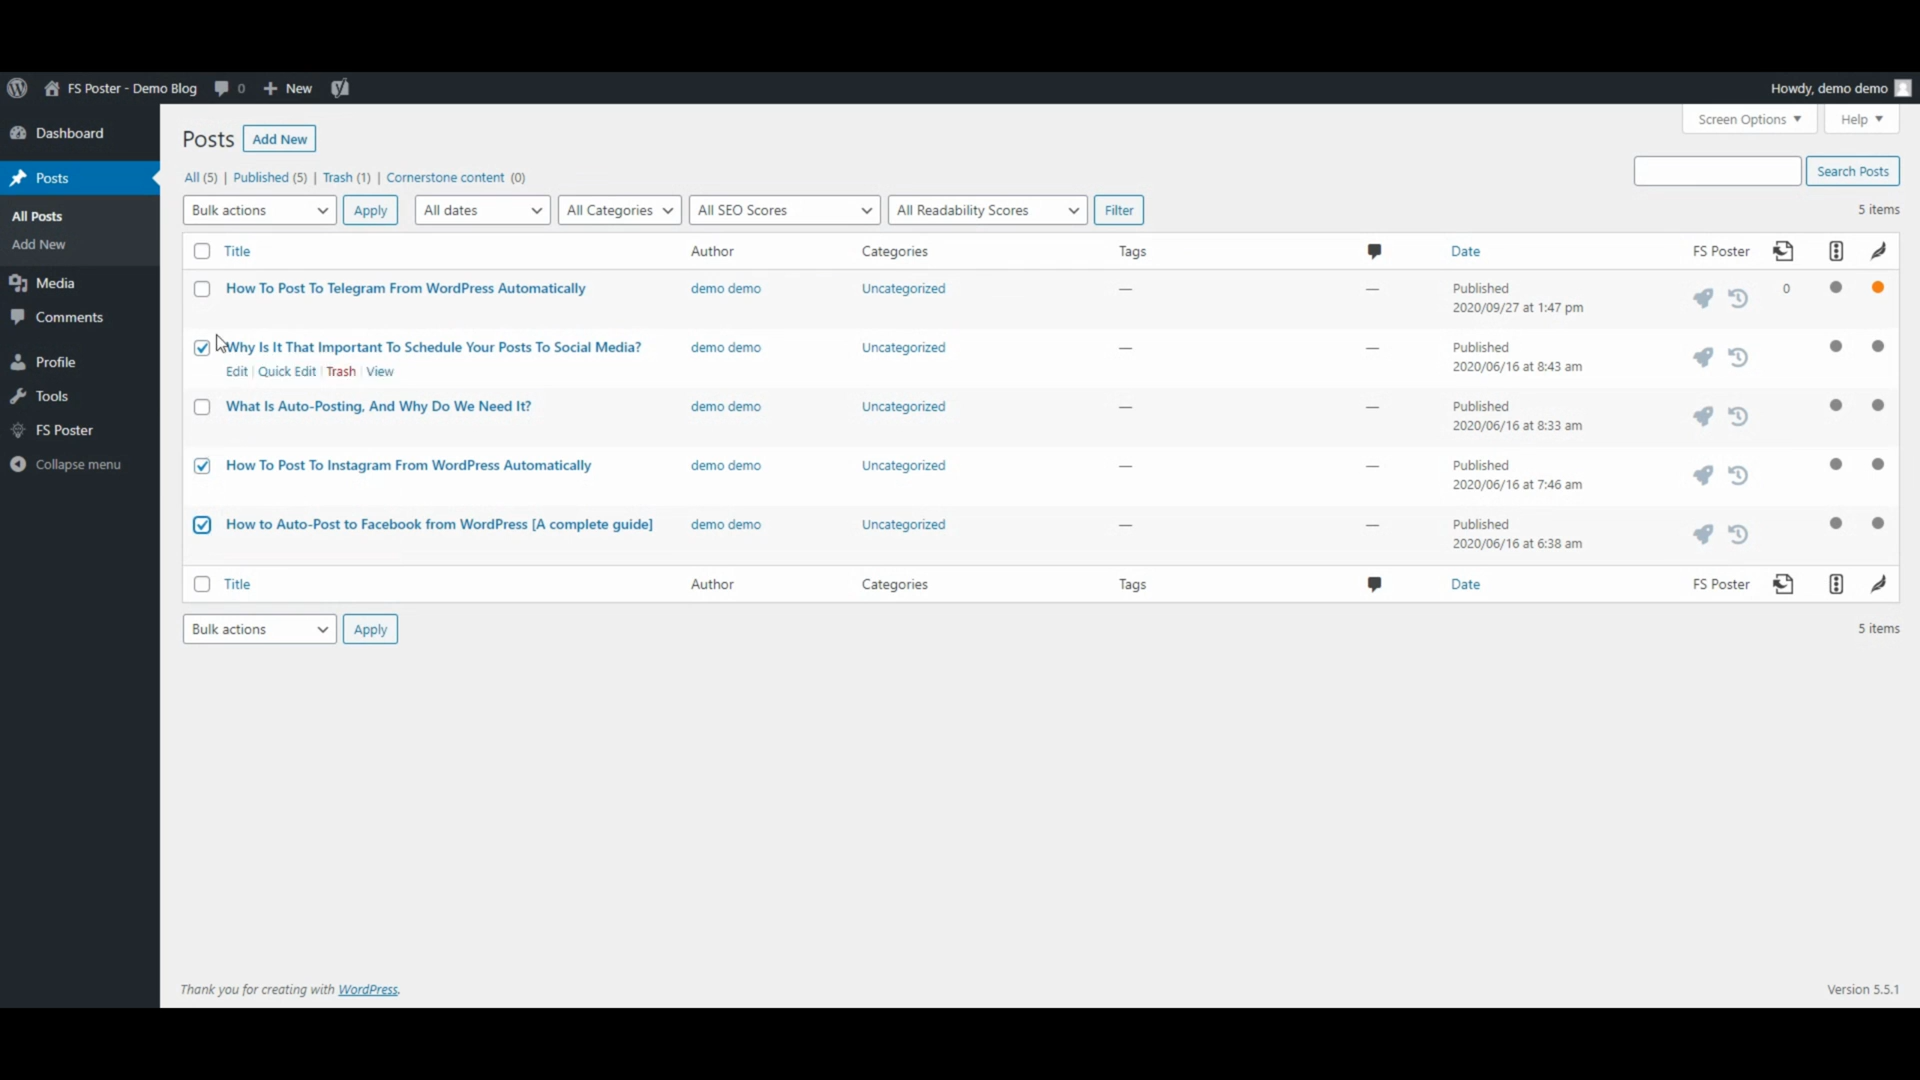 FS Poster - Demo Blog 0 New Howdy, demo demo
Dashboard
Posts
All Posts
Add New
Media
Comments
Profile
Tools
FS Poster
Collapse menu
Screen Options Help
Posts Add New
All (5) | Published (5) | Trash (1) | Cornerstone content (0)
Search Posts
Bulk actions Apply All dates All Categories All SEO Scores All Readability Scores Filter 5 items
Title Author Categories Tags Date FS Poster
How To Post To Telegram From WordPress Automatically demo demo Uncategorized — — Published 0
2020/09/27 at 1:47 pm
Why Is It That Important To Schedule Your Posts To Social Media? demo demo Uncategorized — — Published
2020/06/16 at 8:43 am
Edit | Quick Edit | Trash | View
What Is Auto-Posting, And Why Do We Need It? demo demo Uncategorized — — Published
2020/06/16 at 8:33 am
How To Post To Instagram From WordPress Automatically demo demo Uncategorized — — Published
2020/06/16 at 7:46 am
How to Auto-Post to Facebook from WordPress [A complete guide] demo demo Uncategorized — — Published
2020/06/16 at 6:38 am
Title Author Categories Tags Date FS Poster
Bulk actions Apply 5 items
Thank you for creating with WordPress. Version 5.5.1